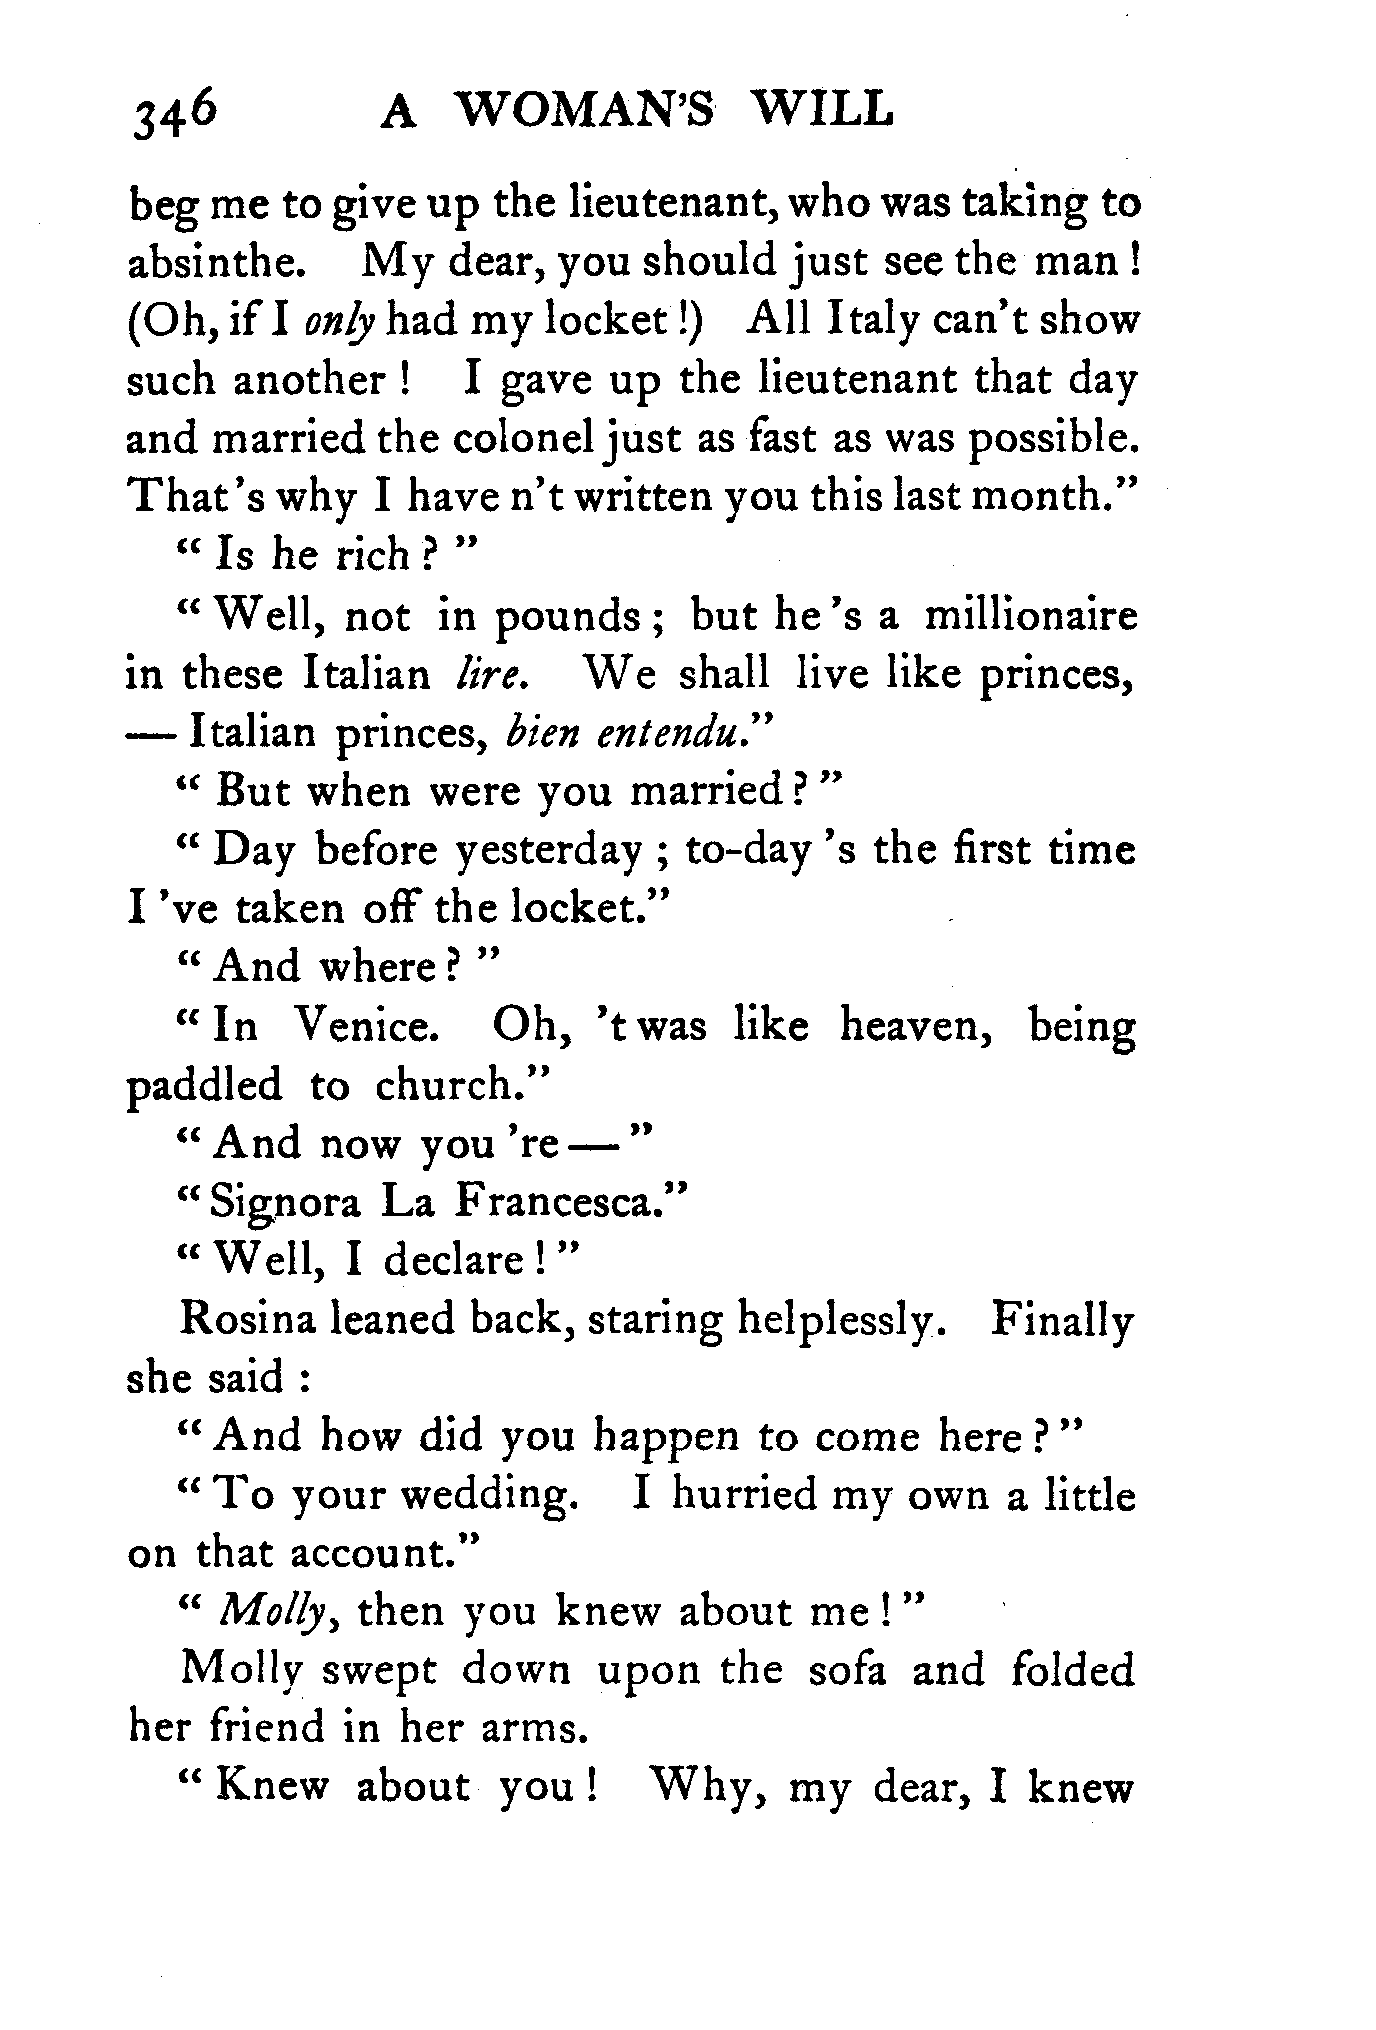 346 A WOMAN'S WILL
beg me to give up the lieutenant, who was taking to
absinthe. My dear, you should just see the man!
(Oh, if I only had my locket!) All Italy can't show
such another! I gave up the lieutenant that day
and married the colonel just as fast as was possible.
That's why I have n't written you this last month."
"Is he rich?"
"Well, not in pounds; but he's a millionaire
in these Italian lire. We shall live like princes,
— Italian princes, bien entendu."
"But when were you married?"
"Day before yesterday; to-day's the first time
I've taken off the locket."
"And where?"
"In Venice. Oh, 't was like heaven, being
paddled to church."
"And now you're—"
"Signora La Francesca."
"Well, I declare!"
Rosina leaned back, staring helplessly. Finally
she said:
"And how did you happen to come here?"
"To your wedding. I hurried my own a little
on that account."
"Molly, then you knew about me!"
Molly swept down upon the sofa and folded
her friend in her arms.
"Knew about you! Why, my dear, I knew